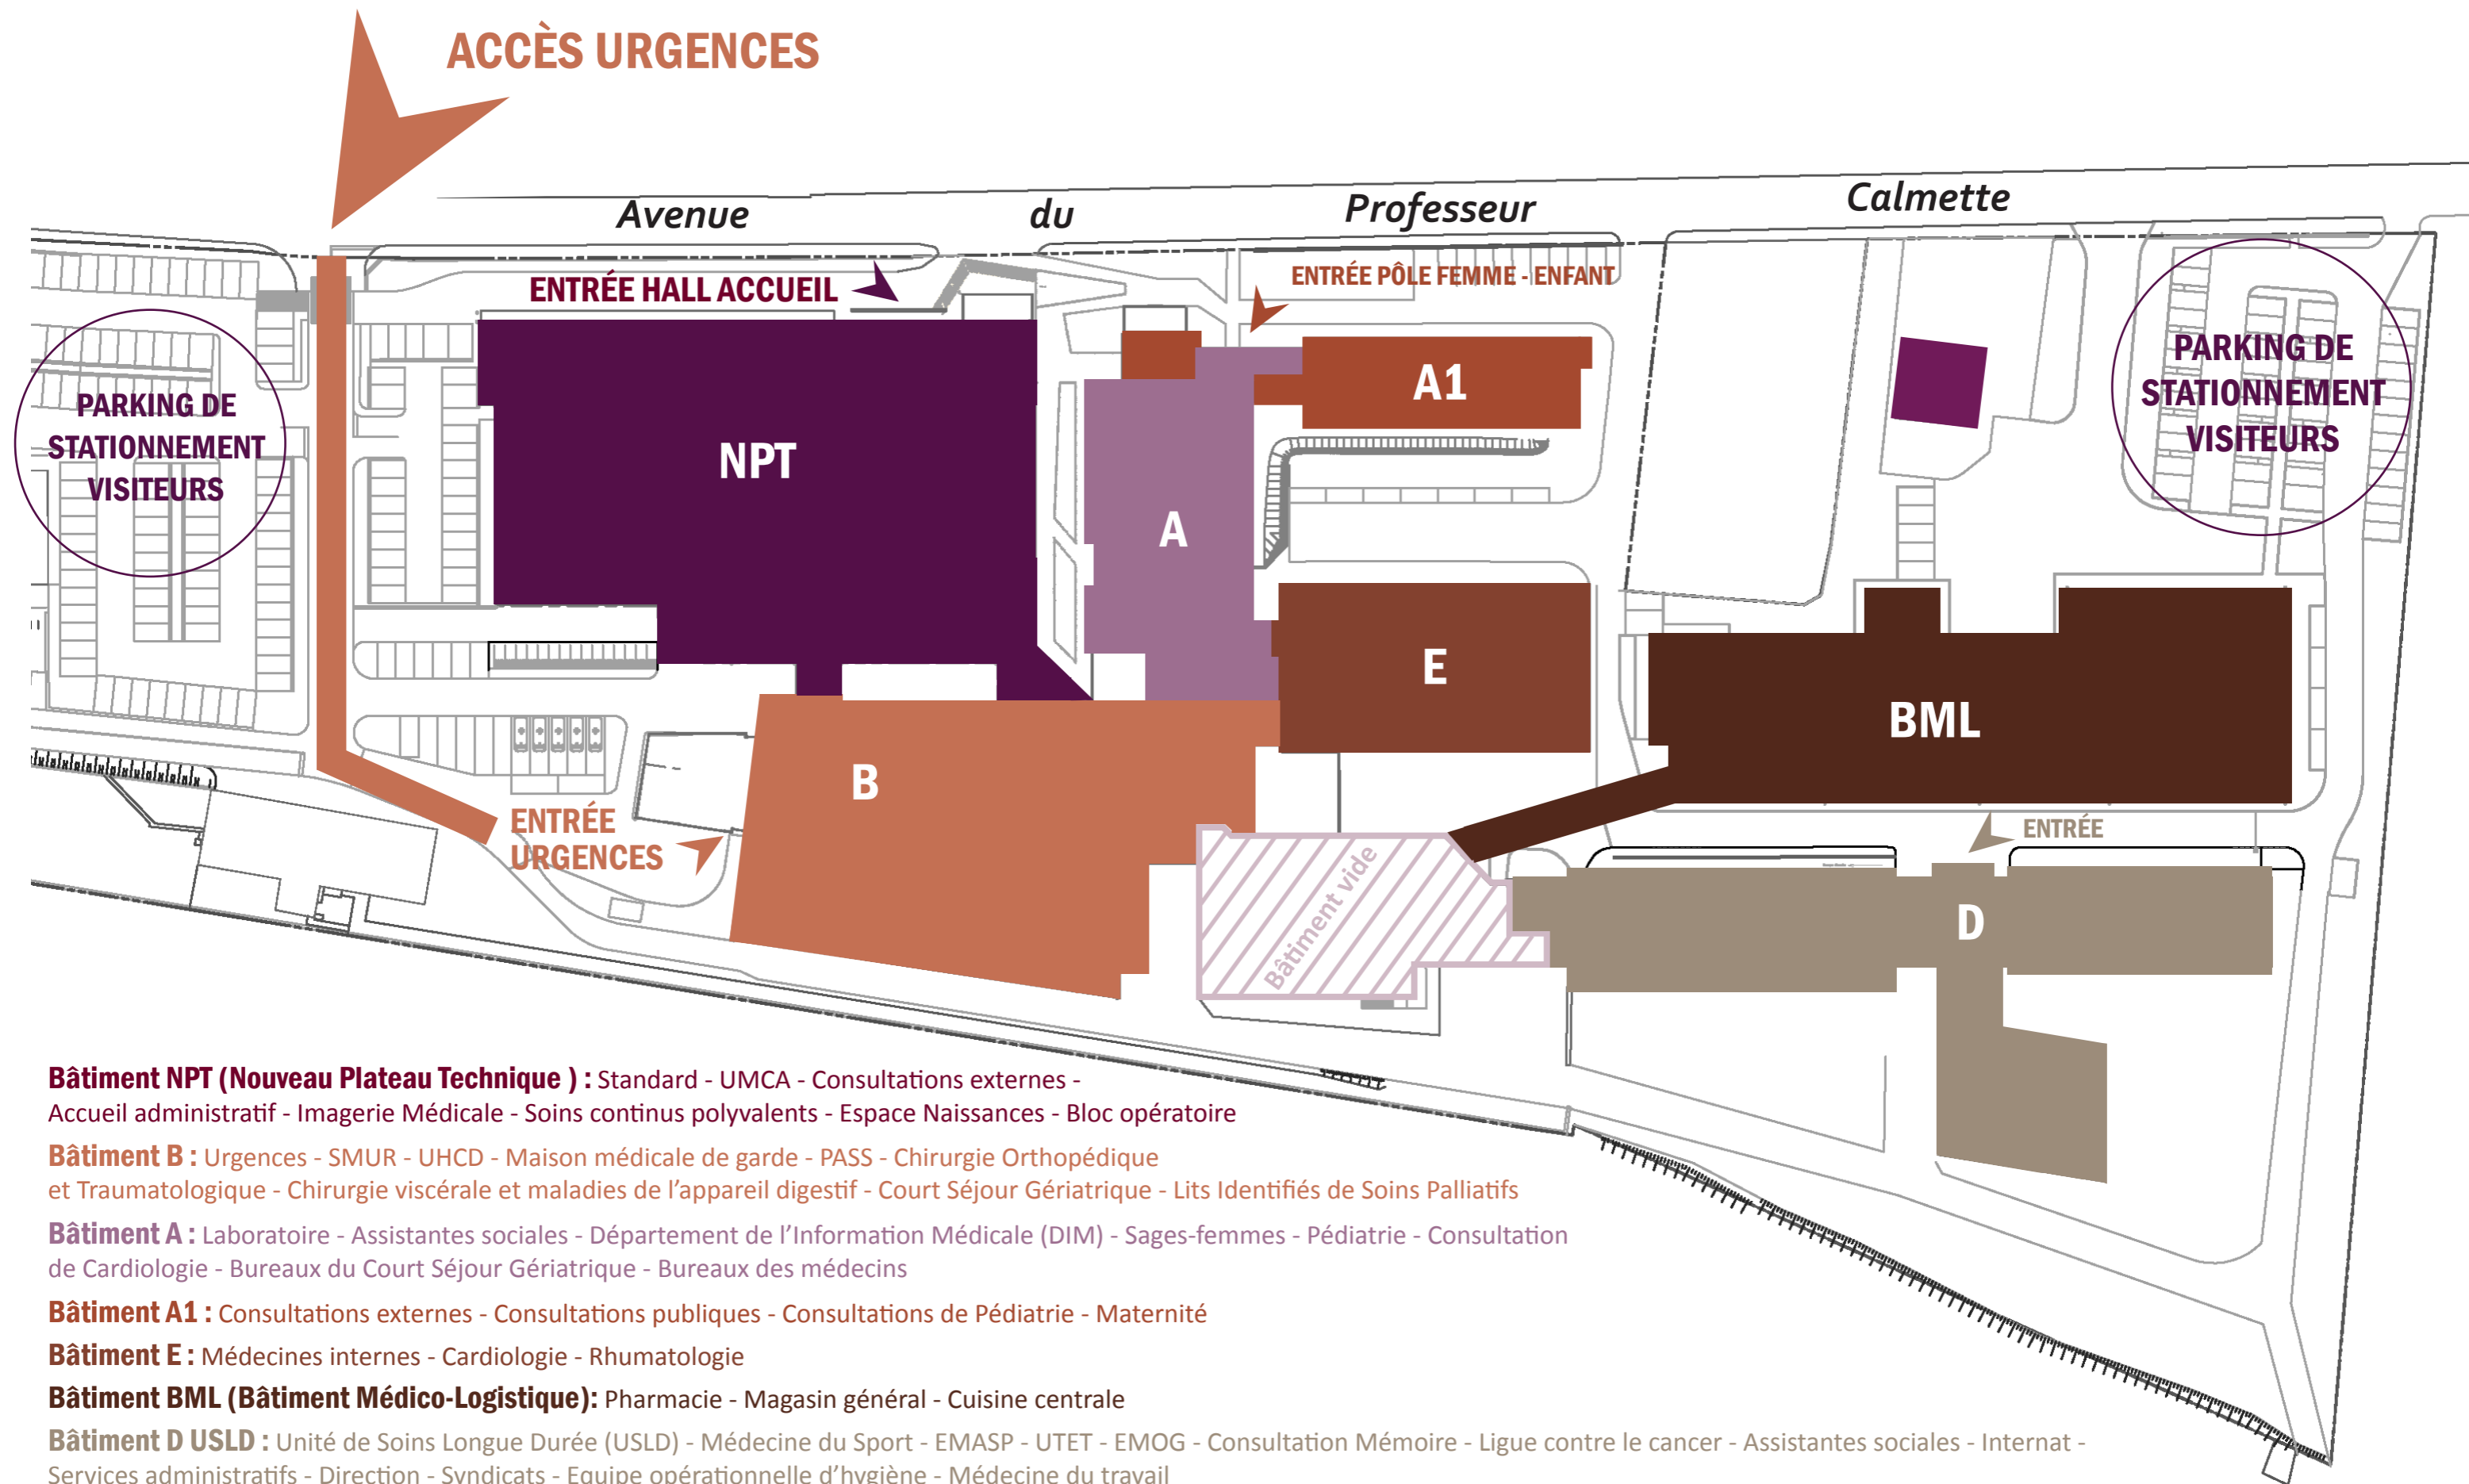 ACCÈS URGENCES
Avenue du Professeur Calmette
ENTRÉE HALL ACCUEIL
ENTRÉE PÔLE FEMME - ENFANT
PARKING DE
STATIONNEMENT
VISITEURS
PARKING DE
STATIONNEMENT
VISITEURS
A1
NPT
A
E
BML
B
ENTRÉE
URGENCES
ENTRÉE
Bâtiment vide
D
Bâtiment NPT (Nouveau Plateau Technique ) : Standard - UMCA - Consultations externes -
Accueil administratif - Imagerie Médicale - Soins continus polyvalents - Espace Naissances - Bloc opératoire
Bâtiment B : Urgences - SMUR - UHCD - Maison médicale de garde - PASS - Chirurgie Orthopédique
et Traumatologique - Chirurgie viscérale et maladies de l'appareil digestif - Court Séjour Gériatrique - Lits Identifiés de Soins Palliatifs
Bâtiment A : Laboratoire - Assistantes sociales - Département de l'Information Médicale (DIM) - Sages-femmes - Pédiatrie - Consultation
de Cardiologie - Bureaux du Court Séjour Gériatrique - Bureaux des médecins
Bâtiment A1 : Consultations externes - Consultations publiques - Consultations de Pédiatrie - Maternité
Bâtiment E : Médecines internes - Cardiologie - Rhumatologie
Bâtiment BML (Bâtiment Médico-Logistique): Pharmacie - Magasin général - Cuisine centrale
Bâtiment D USLD : Unité de Soins Longue Durée (USLD) - Médecine du Sport - EMASP - UTET - EMOG - Consultation Mémoire - Ligue contre le cancer - Assistantes sociales - Internat -
Services administratifs - Direction - Syndicats - Equipe opérationnelle d'hygiène - Médecine du travail